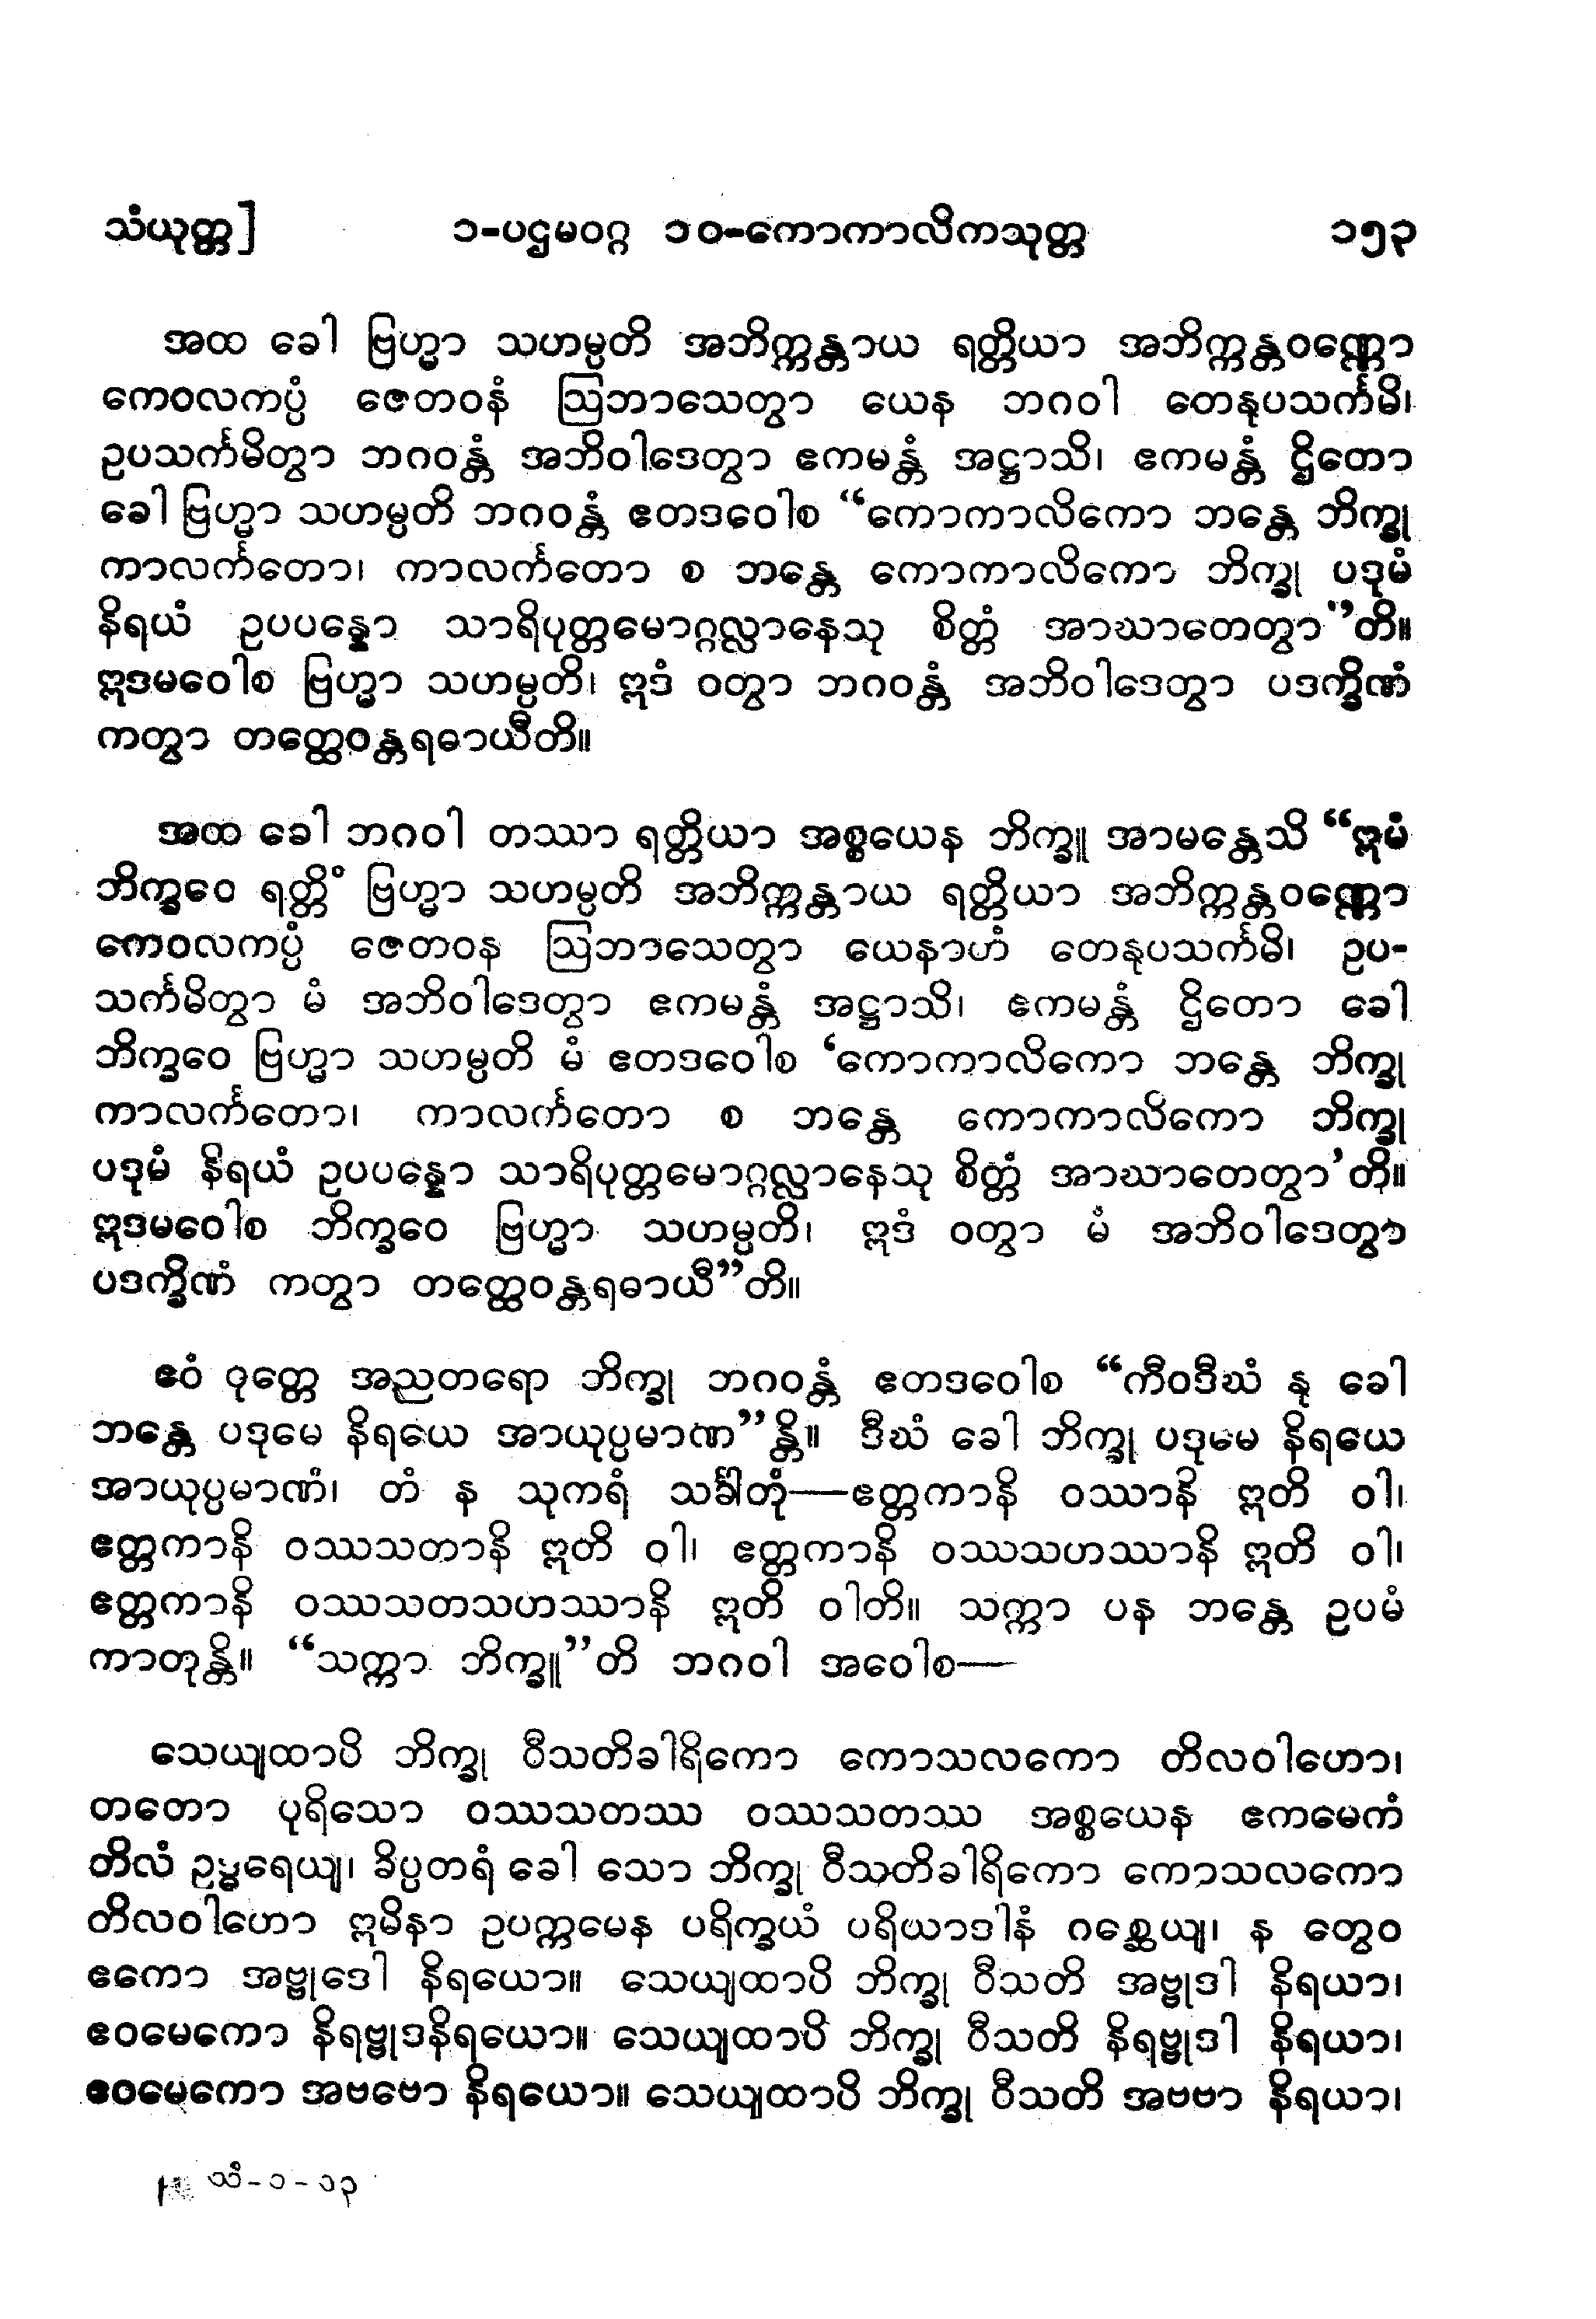 သံယုတ္တ] ၁-ပဌမဝဂ္ဂ ၁၀-ကောကာလိကသုတ္တ ၁၅၃
အထ ခေါ ဗြဟ္မာ သဟမ္ပတိ အဘိက္ကန္တာယ ရတ္တိယာ အဘိက္ကန္တဝဏ္ဏော
ကေဝလကပ္ပံ ဇေတဝနံ ဩဘာသေတွာ ယေန ဘဂဝါ တေနုပသင်္ကမိ၊
ဥပသင်္ကမိတွာ ဘဂဝန္တံ အဘိဝါဒေတွာ ဧကမန္တံ အဋ္ဌာသိ၊ ဧကမန္တံ ဌိတော
ခေါ ဗြဟ္မာ သဟမ္ပတိ ဘဂဝန္တံ ဧတဒဝေါစ “ကောကာလိကော ဘန္တေ ဘိက္ခု
ကာလင်္ကတော၊ ကာလင်္ကတော စ ဘန္တေ ကောကာလိကော ဘိက္ခု ပဒုမံ
နိရယံ ဥပပန္နော သာရိပုတ္တမောဂ္ဂလ္လာနေသု စိတ္တံ အာဃာတေတွာ”တိ။
ဣဒမဝေါစ ဗြဟ္မာ သဟမ္ပတိ၊ ဣဒံ ဝတွာ ဘဂဝန္တံ အဘိဝါဒေတွာ ပဒက္ခိဏံ
ကတွာ တတ္ထေဝန္တရဓာယီတိ။
အထ ခေါ ဘဂဝါ တဿာ ရတ္တိယာ အစ္စယေန ဘိက္ခူ အာမန္တေသိ “ဣမံ
ဘိက္ခဝေ ရတ္တိံ ဗြဟ္မာ သဟမ္ပတိ အဘိက္ကန္တာယ ရတ္တိယာ အဘိက္ကန္တဝဏ္ဏော
ကေဝလကပ္ပံ ဇေတဝန ဩဘာသေတွာ ယေနာဟံ တေနုပသင်္ကမိ၊ ဥပ-
သင်္ကမိတွာ မံ အဘိဝါဒေတွာ ဧကမန္တံ အဋ္ဌာသိ၊ ဧကမန္တံ ဌိတော ခေါ
ဘိက္ခဝေ ဗြဟ္မာ သဟမ္ပတိ မံ ဧတဒဝေါစ ‘ကောကာလိကော ဘန္တေ ဘိက္ခု
ကာလင်္ကတော၊ ကာလင်္ကတော စ ဘန္တေ ကောကာလိကော ဘိက္ခု
ပဒုမံ နိရယံ ဥပပန္နော သာရိပုတ္တမောဂ္ဂလ္လာနေသု စိတ္တံ အာဃာတေတွာ’တိ။
ဣဒမဝေါစ ဘိက္ခဝေ ဗြဟ္မာ သဟမ္ပတိ၊ ဣဒံ ဝတွာ မံ အဘိဝါဒေတွာ
ပဒက္ခိဏံ ကတွာ တတ္ထေဝန္တရဓာယီ”တိ။
ဧဝံ ဝုတ္တေ အညတရော ဘိက္ခု ဘဂဝန္တံ ဧတဒဝေါစ “ကီဝဒီဃံ နု ခေါ
ဘန္တေ ပဒုမေ နိရယေ အာယုပ္ပမာဏ”န္တိ။ ဒီဃံ ခေါ ဘိက္ခု ပဒုမေ နိရယေ
အာယုပ္ပမာဏံ၊ တံ န သုကရံ သင်္ခါတုံ—ဧတ္တကာနိ ဝဿာနိ ဣတိ ဝါ၊
ဧတ္တကာနိ ဝဿသတာနိ ဣတိ ဝါ၊ ဧတ္တကာနိ ဝဿသဟဿာနိ ဣတိ ဝါ၊
ဧတ္တကာနိ ဝဿသတသဟဿာနိ ဣတိ ဝါတိ။ သက္ကာ ပန ဘန္တေ ဥပမံ
ကာတုန္တိ။ “သက္ကာ ဘိက္ခူ”တိ ဘဂဝါ အဝေါစ—
သေယျထာပိ ဘိက္ခု ဝီသတိခါရိကော ကောသလကော တိလဝါဟော၊
တတော ပုရိသော ဝဿသတဿ ဝဿသတဿ အစ္စယေန ဧကမေကံ
တိလံ ဥဒ္ဓရေယျ၊ ခိပ္ပတရံ ခေါ သော ဘိက္ခု ဝီသတိခါရိကော ကောသလကော
တိလဝါဟော ဣမိနာ ဥပက္ကမေန ပရိက္ခယံ ပရိယာဒါနံ ဂစ္ဆေယျ၊ န တွေဝ
ဧကော အဗ္ဗုဒေါ နိရယော။ သေယျထာပိ ဘိက္ခု ဝီသတိ အဗ္ဗုဒါ နိရယာ၊
ဧဝမေကော နိရဗ္ဗုဒနိရယော။ သေယျထာပိ ဘိက္ခု ဝီသတိ နိရဗ္ဗုဒါ နိရယာ၊
ဧဝမေကော အဗဗော နိရယော။ သေယျထာပိ ဘိက္ခု ဝီသတိ အဗဗာ နိရယာ၊
သံ-၁-၁၃